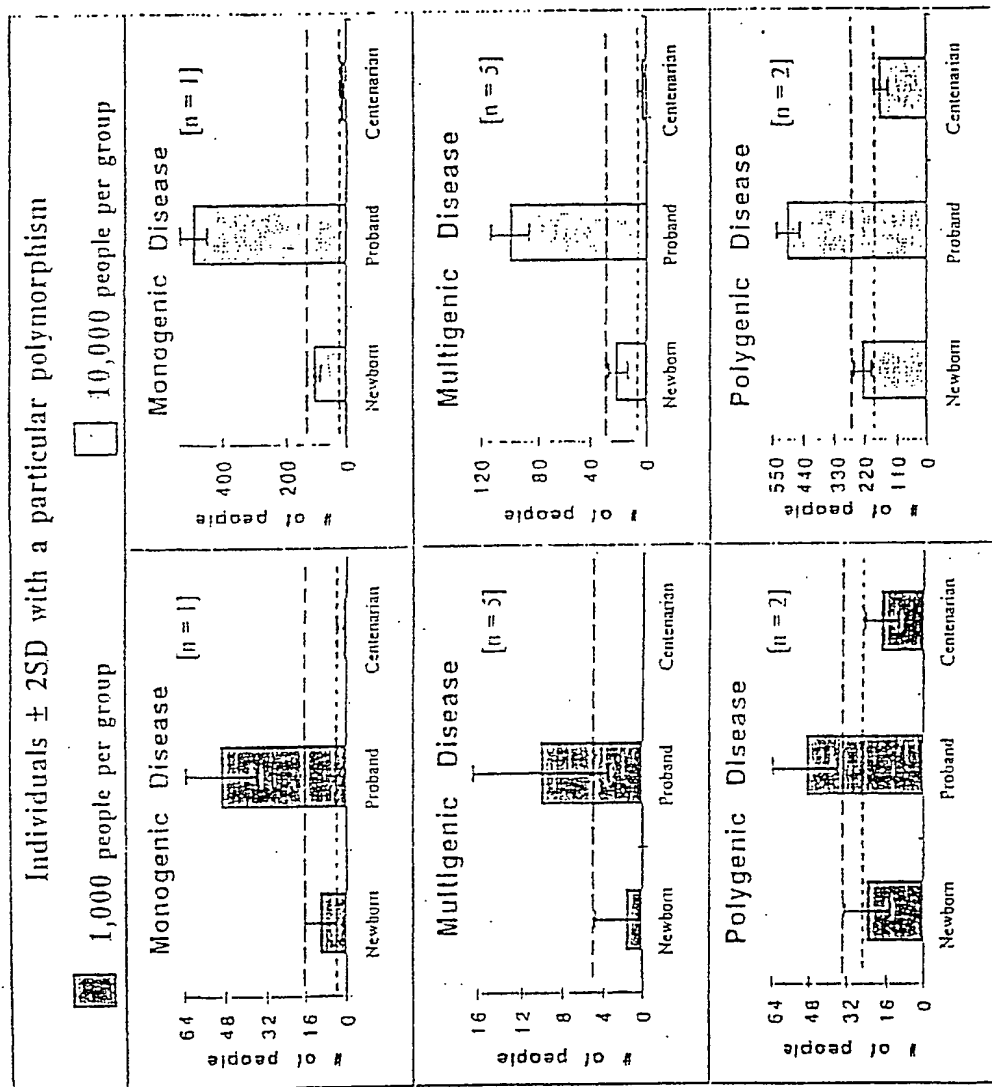 Individuals ± 2SD with a particular polymorphism
1,000 people per group
10,000 people per group
Monogenic Disease
[n = 1]
# of people
64
48
32
16
0
Newborn
Proband
Centenarian
Monogenic Disease
[n = 1]
# of people
400
200
0
Newborn
Proband
Centenarian
Multigenic Disease
[n = 5]
# of people
16
12
8
4
0
Newborn
Proband
Centenarian
Multigenic Disease
[n = 5]
# of people
120
80
40
0
Newborn
Proband
Centenarian
Polygenic Disease
[n = 2]
# of people
64
48
32
16
0
Newborn
Proband
Centenarian
Polygenic Disease
[n = 2]
# of people
550
440
330
220
110
0
Newborn
Proband
Centenarian